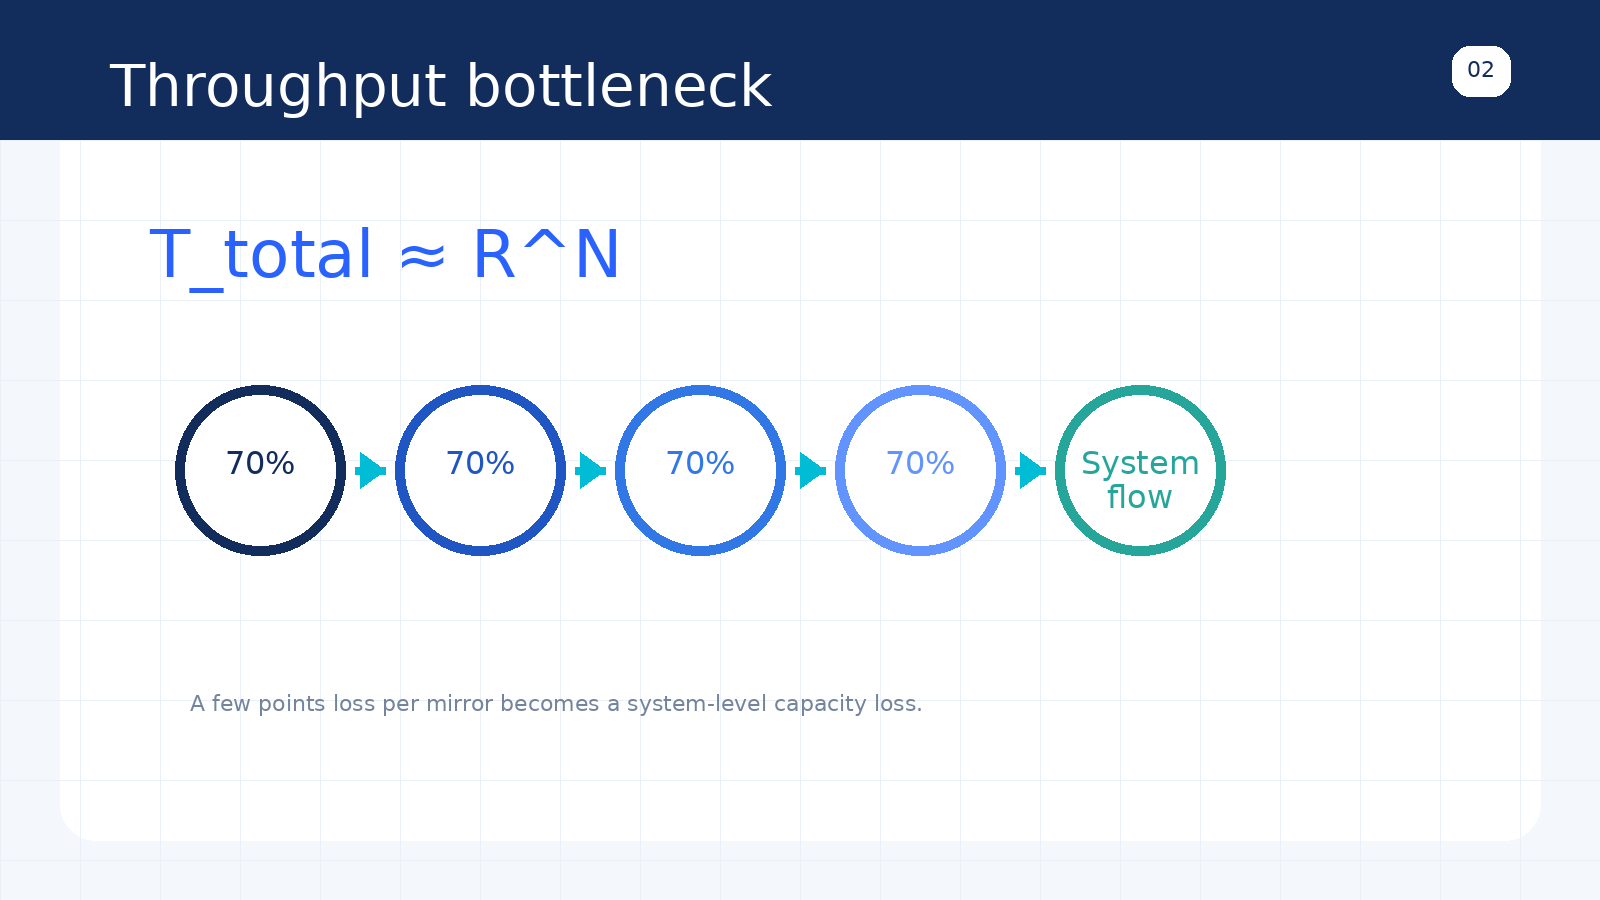 Throughput bottleneck
02
T_total ≈ R^N
70%
70%
70%
70%
System
flow
A few points loss per mirror becomes a system-level capacity loss.